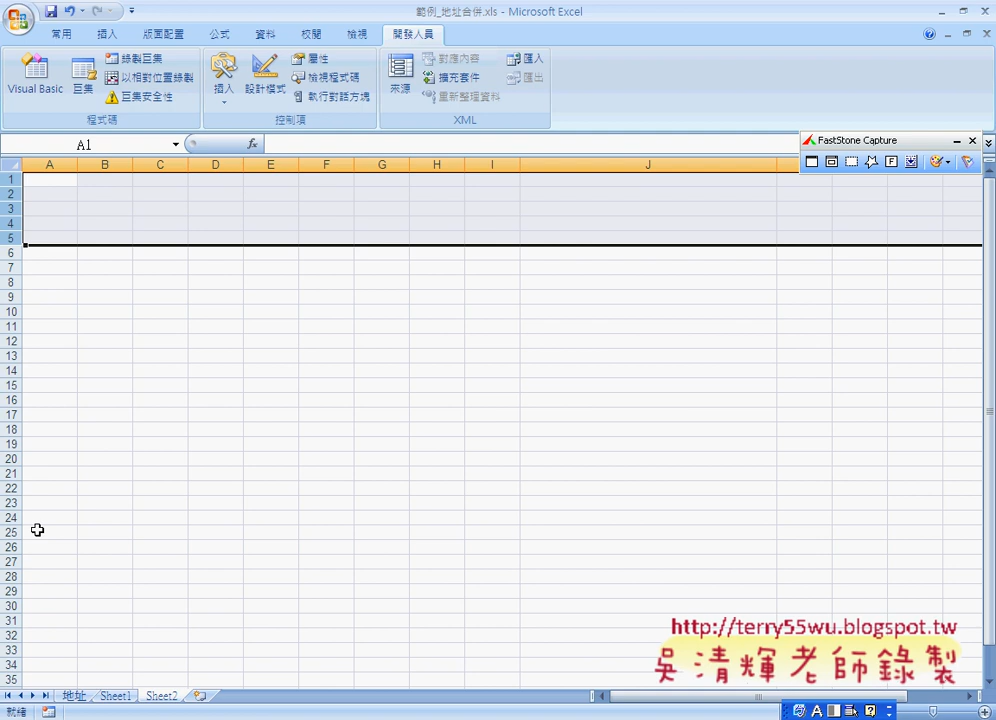 範例_地址合併.xls - Microsoft Excel
常用 插入 版面配置 公式 資料 校閱 檢視 開發人員
Visual Basic
巨集
錄製巨集
以相對位置錄製
巨集安全性
程式碼
插入
設計模式
屬性
檢視程式碼
執行對話方塊
控制項
來源
對應內容
擴充套件
重新整理資料
匯入
匯出
XML
A1
fx
FastStone Capture
A B C D E F G H I J
1
2
3
4
5
6
7
8
9
10
11
12
13
14
15
16
17
18
19
20
21
22
23
24
25
26
27
28
29
30
31
32
33
34
35
http://terry55wu.blogspot.tw
吳清輝老師錄製
地址 Sheet1 Sheet2
就緒